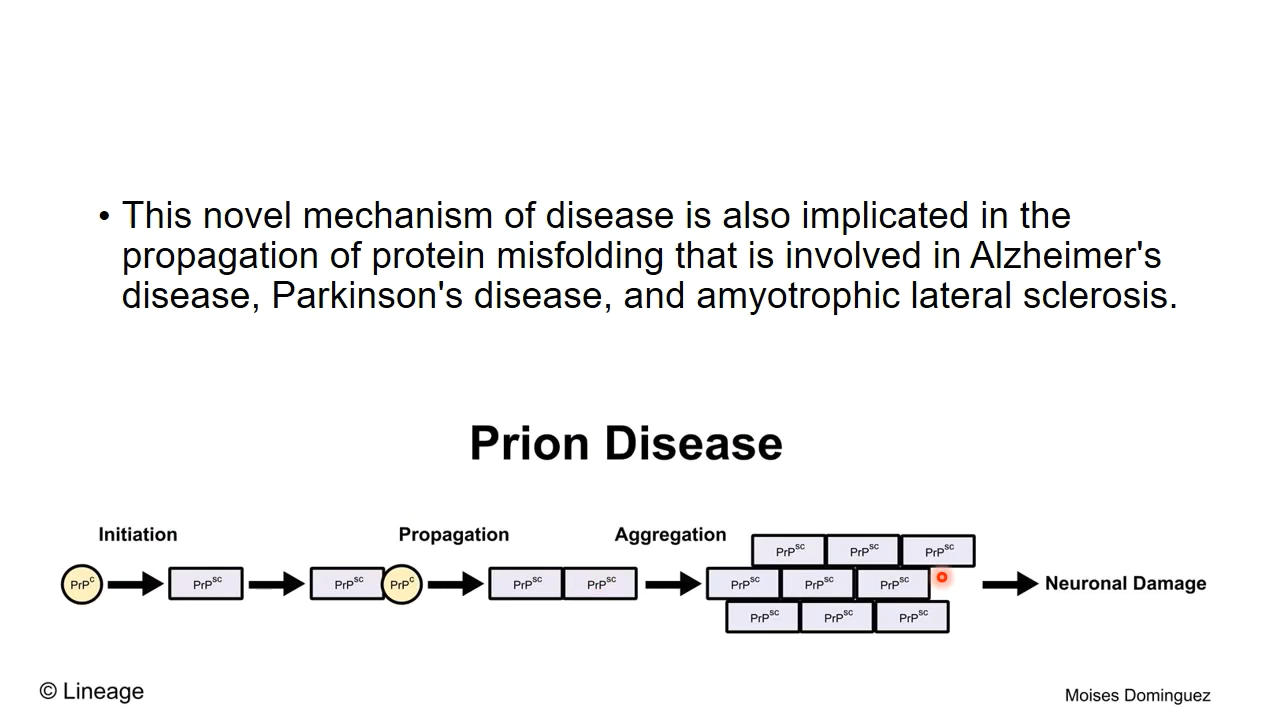 • This novel mechanism of disease is also implicated in the
propagation of protein misfolding that is involved in Alzheimer's
disease, Parkinson's disease, and amyotrophic lateral sclerosis.
Prion Disease
Initiation Propagation Aggregation
PrPSC PrPSC PrPSC
PrPC PrPSC PrPSC PrPC PrPSC PrPSC PrPSC PrPSC PrPSC Neuronal Damage
PrPSC PrPSC PrPSC
© Lineage
Moises Dominguez